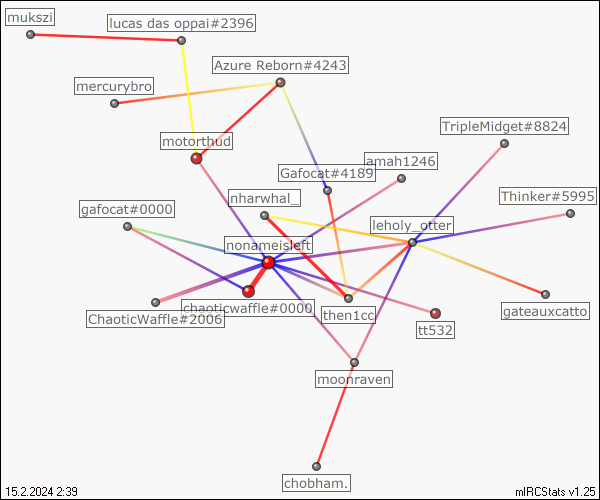 mukszi
lucas das oppai#2396
Azure Reborn#4243
mercurybro
TripleMidget#8824
motorthud
amah1246
Gafocat#4189
Thinker#5995
nharwhal_
gafocat#0000
leholy_otter
nonameisleft
chaoticwaffle#0000
gateauxcatto
then1cc
ChaoticWaffle#2006
tt532
moonraven
chobham.
15.2.2024 2:39
mIRCStats v1.25